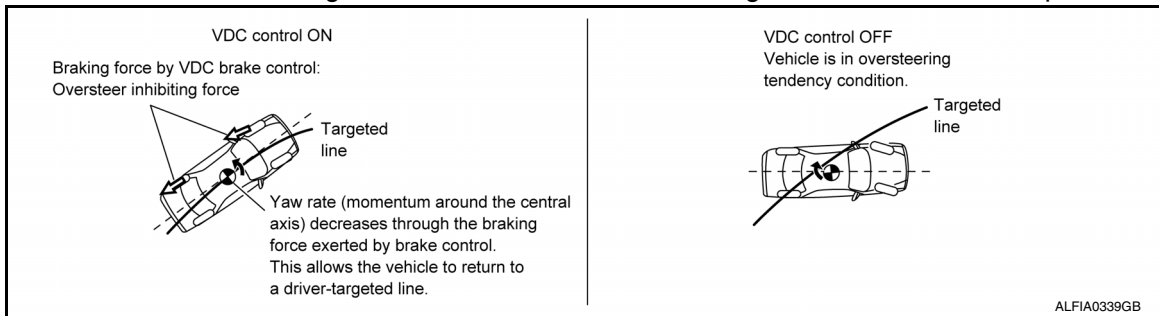 VDC control ON
Braking force by VDC brake control:
Oversteer inhibiting force
Targeted
line
Yaw rate (momentum around the central
axis) decreases through the braking
force exerted by brake control.
This allows the vehicle to return to
a driver-targeted line.
VDC control OFF
Vehicle is in oversteering
tendency condition.
Targeted
line
ALFIA0339GB